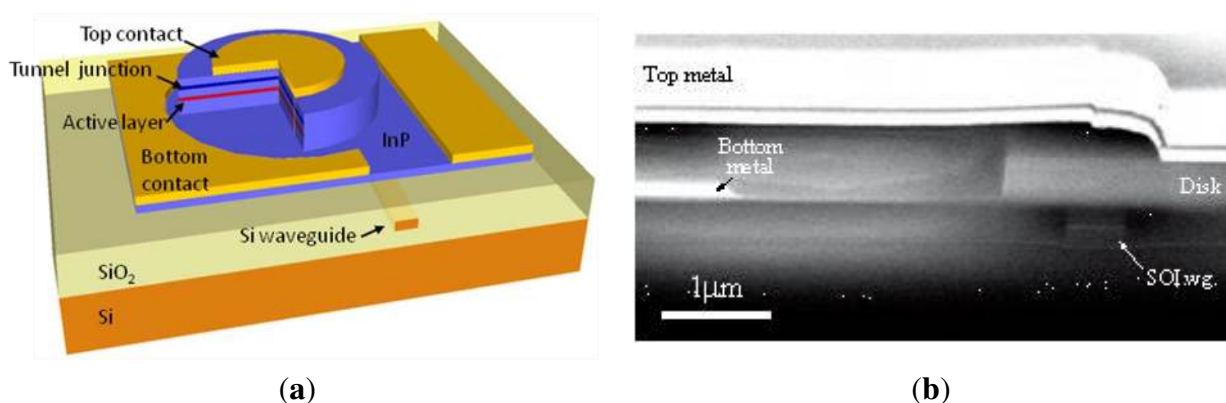 Top contact
Tunnel junction
Active layer
Bottom
contact
InP
Si waveguide
SiO2
Si
(a)
Top metal
Bottom
metal
Disk
SOI.wg.
1μm
(b)